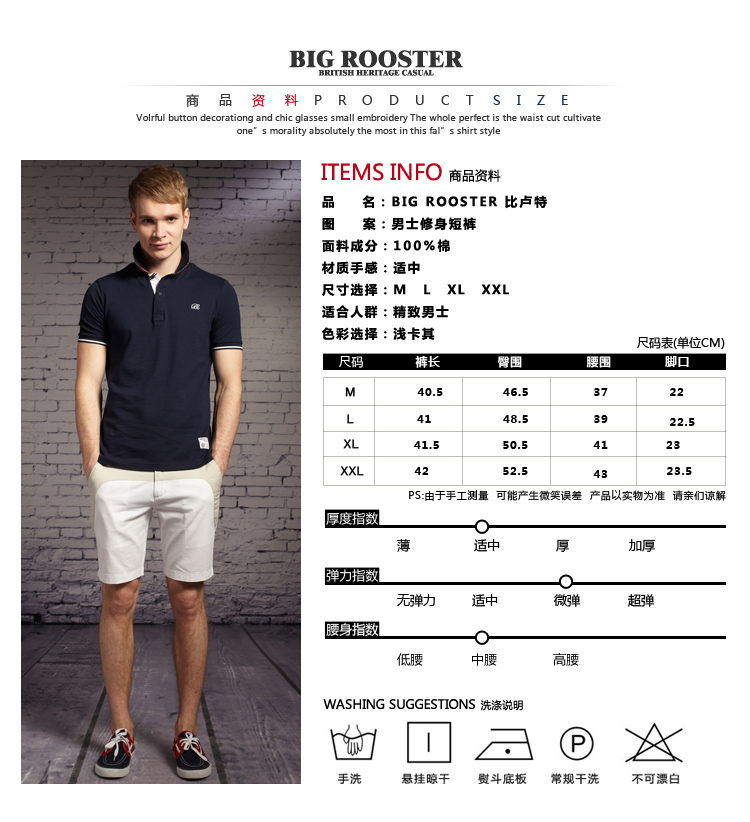 BIG ROOSTER
BRITISH HERITAGE CASUAL
商品资料PRODUCT SIZE
Volrful button decorationg and chic glasses small embroidery The whole perfect is the waist cut cultivate
one”s morality absolutely the most in this fal”s shirt style
ITEMS INFO 商品资料
品 名：BIG ROOSTER 比卢特
图 案：男士修身短裤
面料成分：100%棉
材质手感：适中
尺寸选择：M L XL XXL
适合人群：精致男士
色彩选择：浅卡其
尺码表(单位CM)
尺码 裤长 臀围 腰围 脚口
M 40.5 46.5 37 22
L 41 48.5 39 22.5
XL 41.5 50.5 41 23
XXL 42 52.5 43 23.5
PS:由于手工测量 可能产生微笑误差 产品以实物为准 请亲们谅解
厚度指数
薄 适中 厚 加厚
弹力指数
无弹力 适中 微弹 超弹
腰身指数
低腰 中腰 高腰
WASHING SUGGESTIONS 洗涤说明
P
手洗 悬挂晾干 熨斗底板 常规干洗 不可漂白